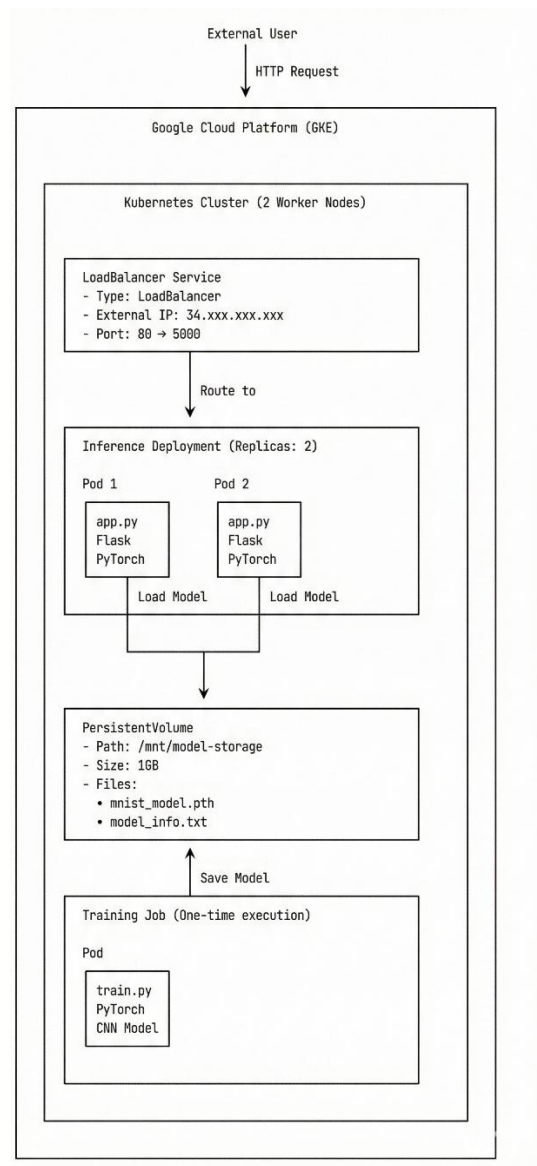 External User
HTTP Request
Google Cloud Platform (GKE)
Kubernetes Cluster (2 Worker Nodes)
LoadBalancer Service
- Type: LoadBalancer
- External IP: 34.xxx.xxx.xxx
- Port: 80 → 5000
Route to
Inference Deployment (Replicas: 2)
Pod 1
Pod 2
app.py
Flask
PyTorch
app.py
Flask
PyTorch
Load Model
Load Model
PersistentVolume
- Path: /mnt/model-storage
- Size: 1GB
- Files:
• mnist_model.pth
• model_info.txt
Save Model
Training Job (One-time execution)
Pod
train.py
PyTorch
CNN Model